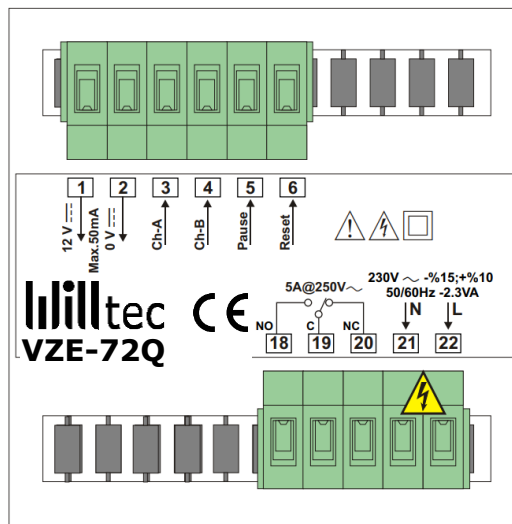 1 2 3 4 5 6
12 V
Max.50mA
0 V
Ch-A
Ch-B
Pause
Reset
230V ~ -%15;+%10
5A@250V~
50/60Hz -2.3VA
N L
NO C NC
18 19 20 21 22
Willtec CE
VZE-72Q